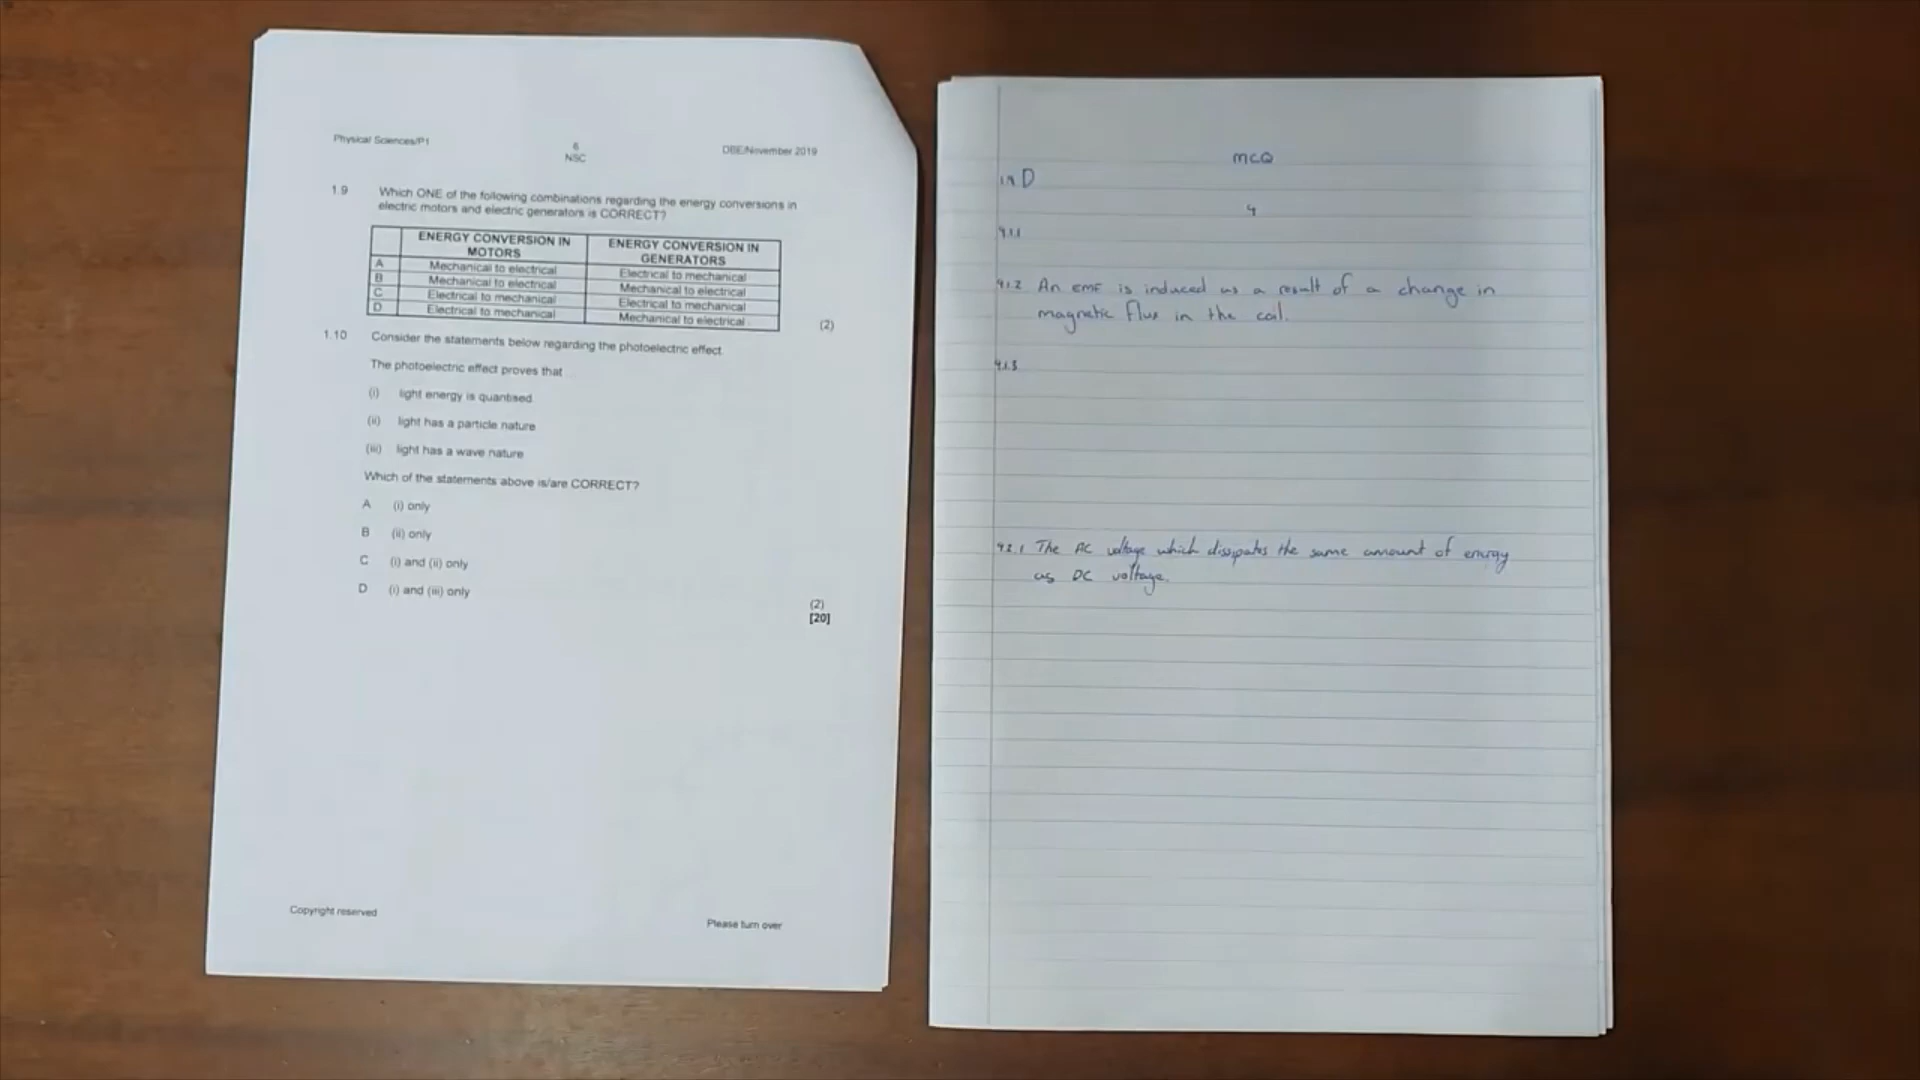 Physical Sciences/P1
6
NSC
DBE/November 2019
1.9 Which ONE of the following combinations regarding the energy conversions in
electric motors and electric generators is CORRECT?
ENERGY CONVERSION IN MOTORS ENERGY CONVERSION IN GENERATORS
A Mechanical to electrical Electrical to mechanical
B Mechanical to electrical Mechanical to electrical
C Electrical to mechanical Electrical to mechanical
D Electrical to mechanical Mechanical to electrical
(2)
1.10 Consider the statements below regarding the photoelectric effect.
The photoelectric effect proves that ...
(i) light energy is quantised
(ii) light has a particle nature
(iii) light has a wave nature
Which of the statements above is/are CORRECT?
A (i) only
B (ii) only
C (i) and (ii) only
D (i) and (iii) only
(2)
[20]
Copyright reserved
Please turn over
MCQ
1.9. D
9
9.1.1
9.1.2 An EMF is induced as a result of a change in
magnetic flux in the coil.
9.1.3
9.2.1 The AC voltage which dissipates the same amount of energy
as DC voltage.